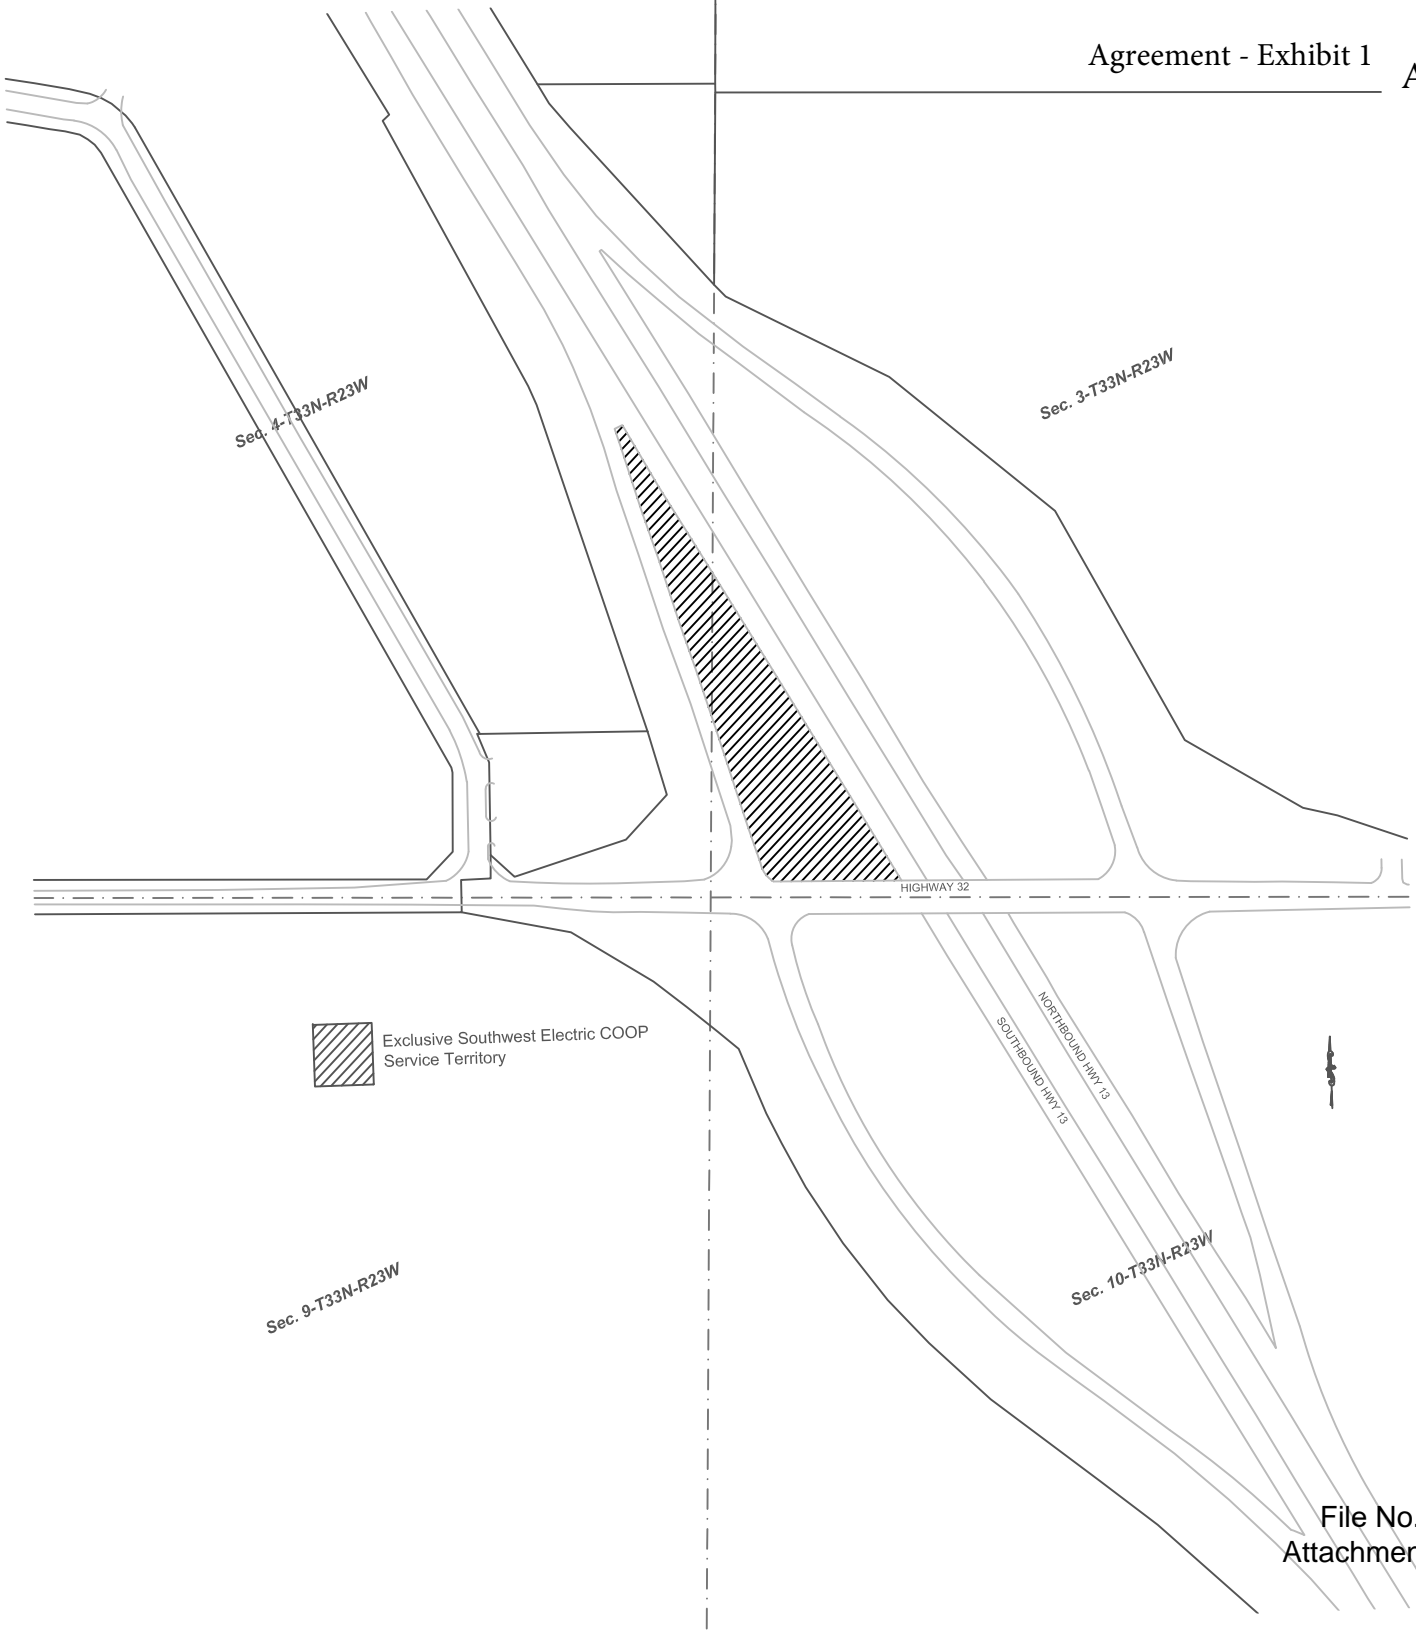 Agreement - Exhibit 1
A
Sec. 4-T33N-R23W
Sec. 3-T33N-R23W
HIGHWAY 32
NORTHBOUND HWY 13
SOUTHBOUND HWY 13
Exclusive Southwest Electric COOP
Service Territory
Sec. 9-T33N-R23W
Sec. 10-T33N-R23W
File No.
Attachmen